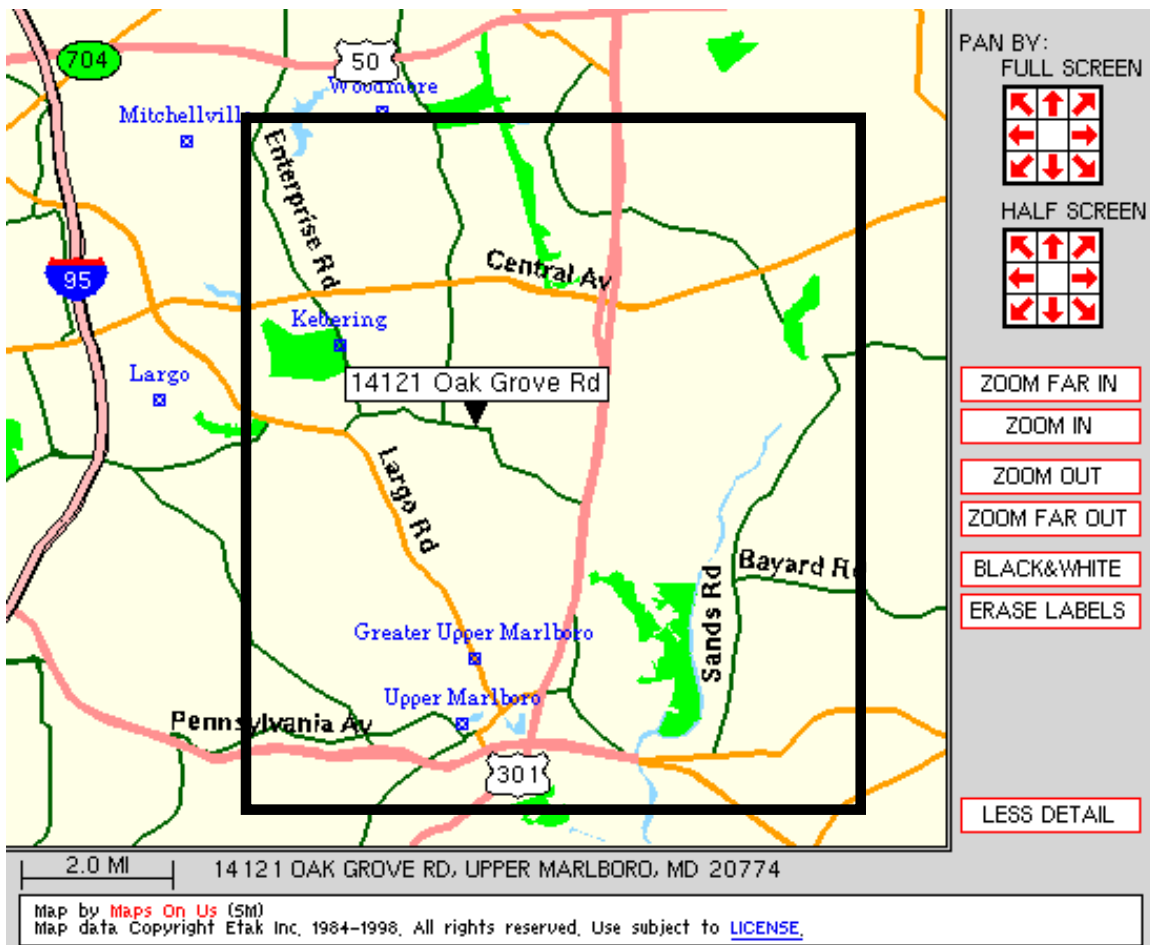 PAN BY:
FULL SCREEN
704
50
Woodmore
Mitchellville
Enterprise Rd
HALF SCREEN
Central Av
95
Kettering
Largo
14121 Oak Grove Rd
ZOOM FAR IN
ZOOM IN
Largo Rd
ZOOM OUT
ZOOM FAR OUT
Bayard Rd
BLACK&WHITE
ERASE LABELS
Sands Rd
Greater Upper Marlboro
Upper Marlboro
Pennsylvania Av
301
LESS DETAIL
2.0 MI
14121 OAK GROVE RD, UPPER MARLBORO, MD 20774
Map by Maps On Us (SM)
Map data Copyright Etak Inc. 1984-1998. All rights reserved. Use subject to LICENSE.